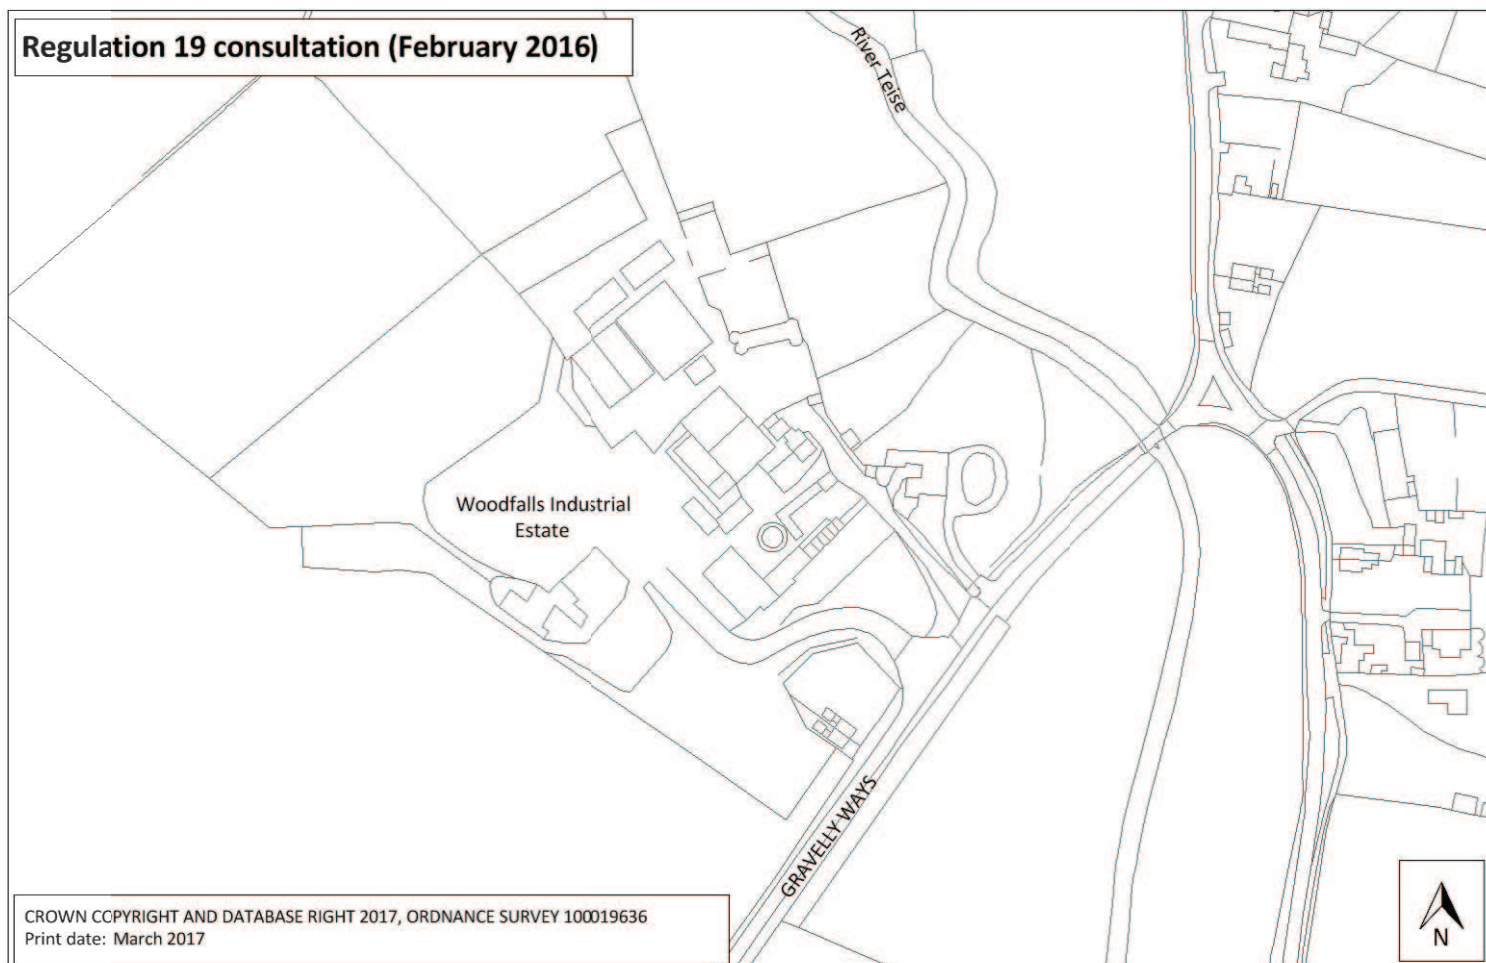 Regulation 19 consultation (February 2016)
River Teise
Woodfalls Industrial
Estate
GRAVELLY WAYS
CROWN COPYRIGHT AND DATABASE RIGHT 2017, ORDNANCE SURVEY 100019636
Print date: March 2017
N